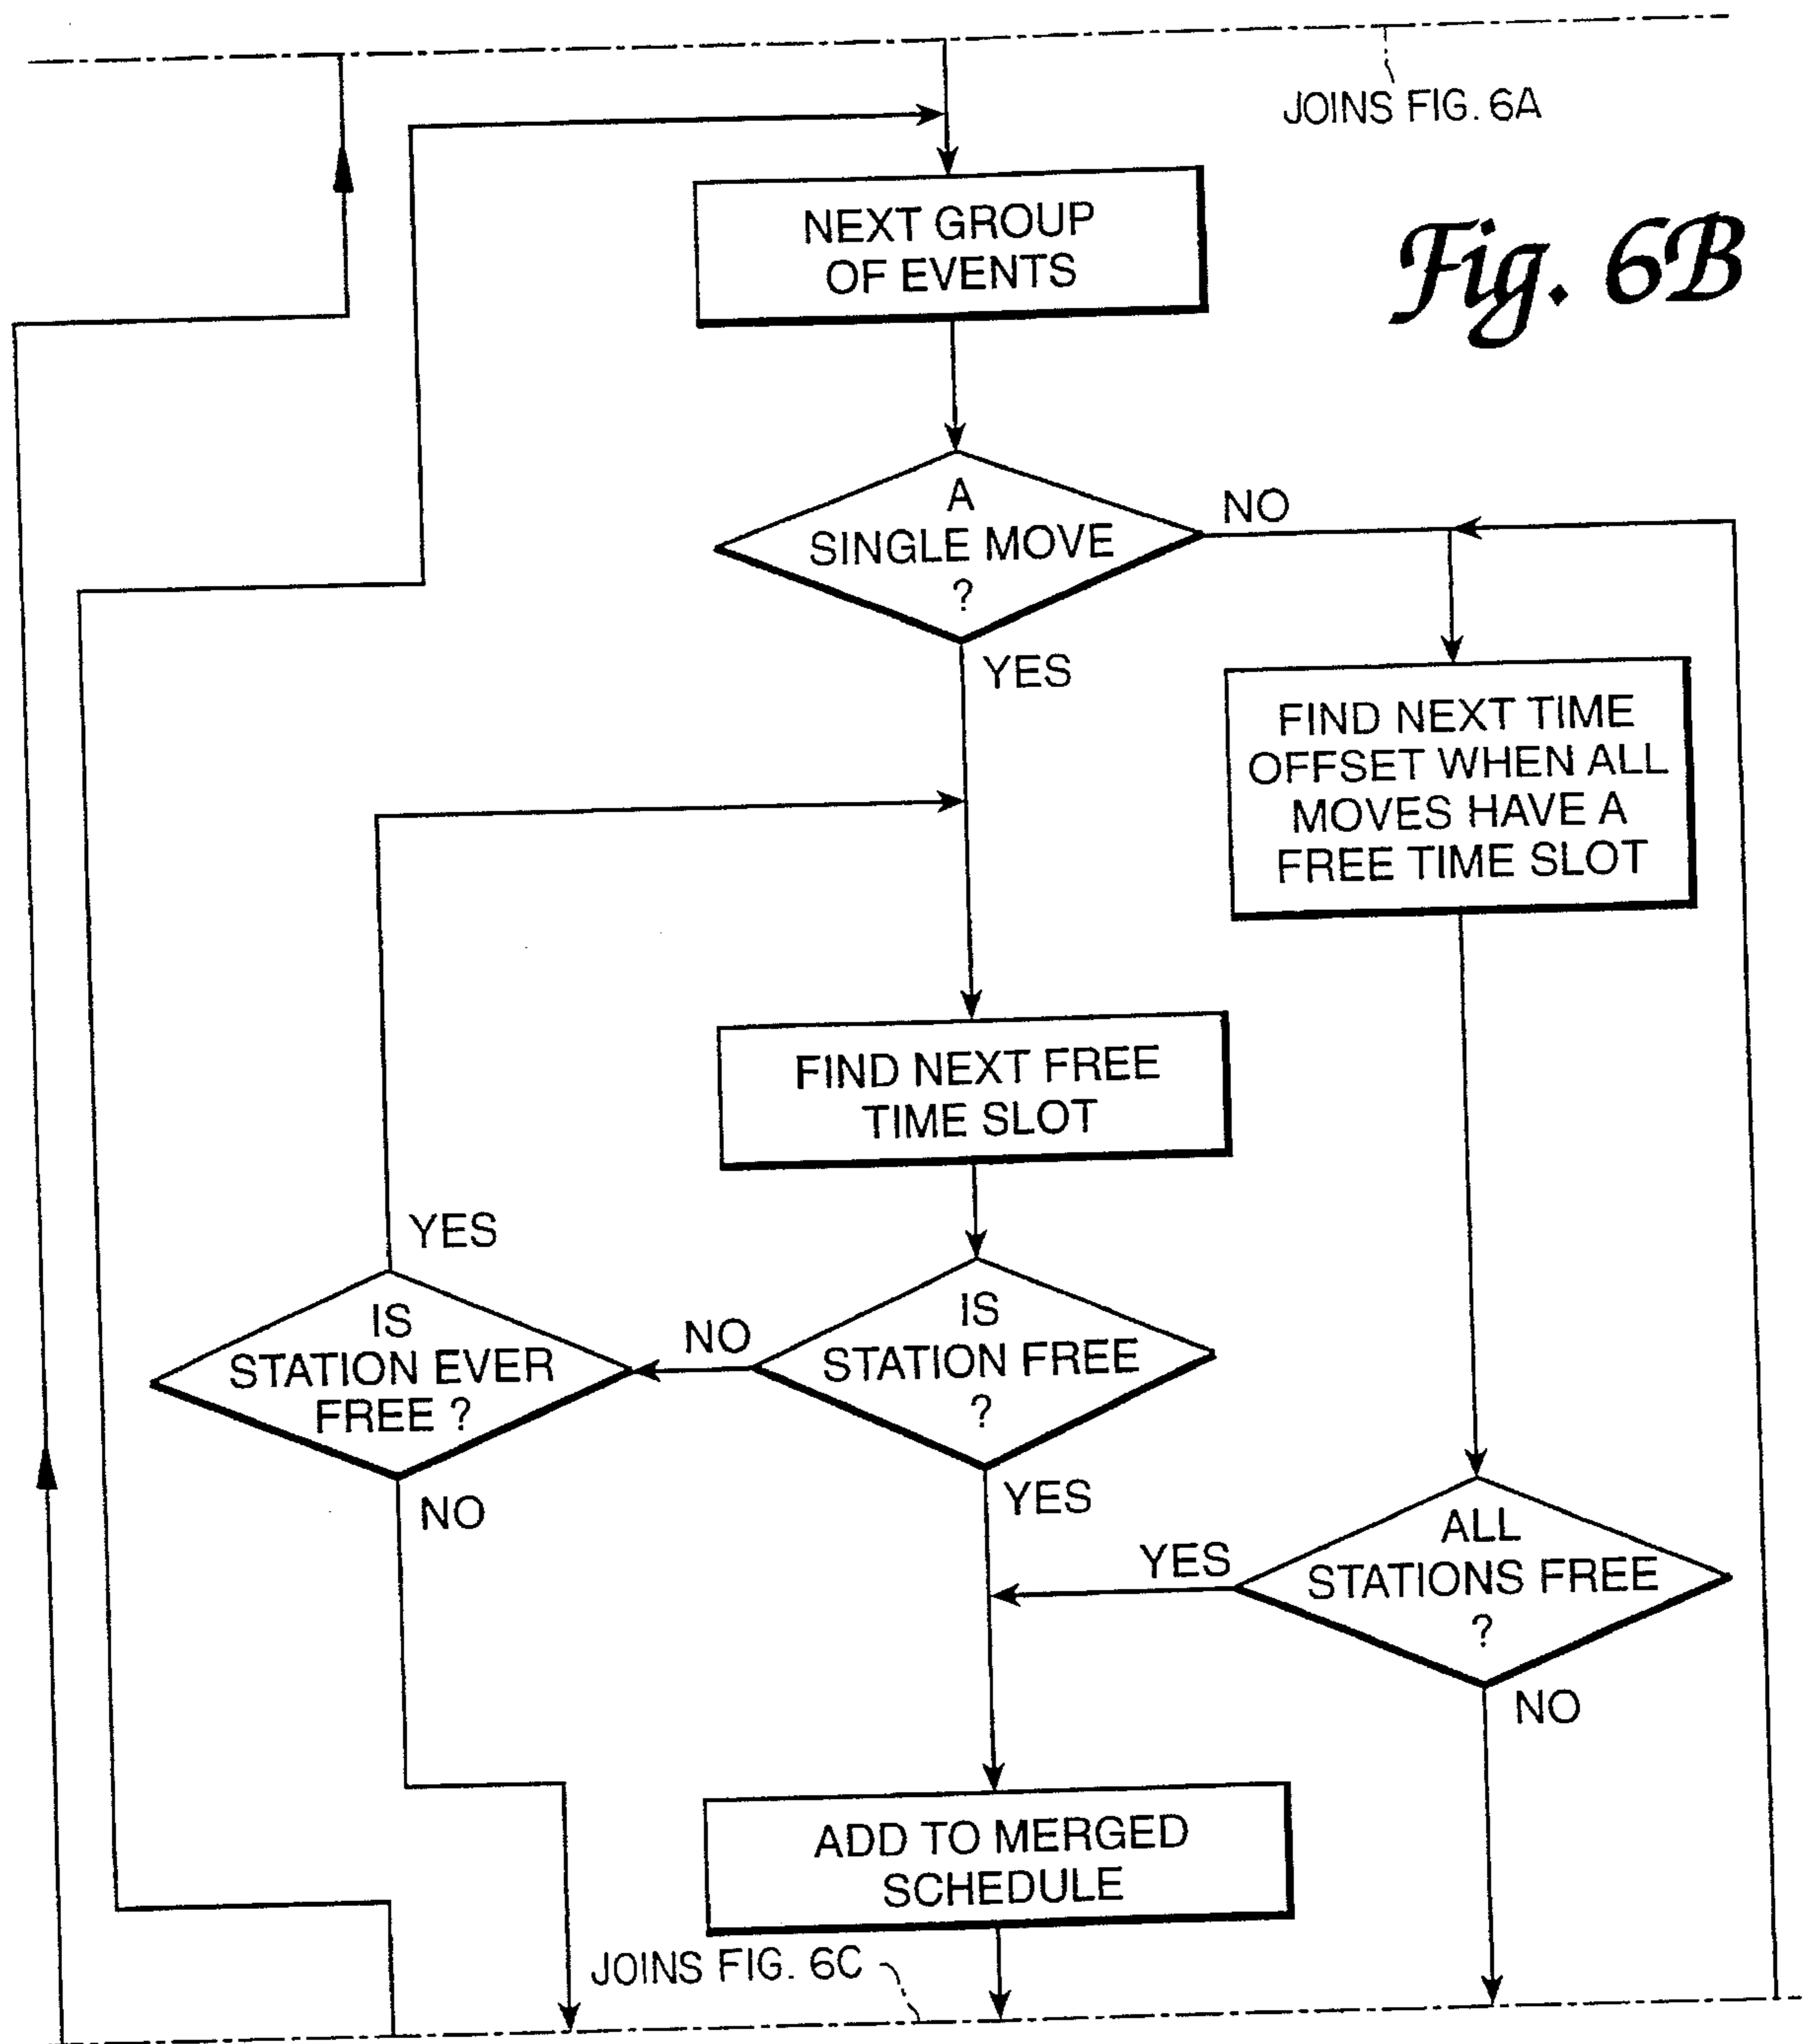 JOINS FIG. 6A
NEXT GROUP
OF EVENTS
Fig. 6B
A
SINGLE MOVE
?
NO
YES
FIND NEXT TIME
OFFSET WHEN ALL
MOVES HAVE A
FREE TIME SLOT
FIND NEXT FREE
TIME SLOT
YES
IS
STATION EVER
FREE ?
NO
IS
STATION FREE
?
NO
YES
ALL
STATIONS FREE
?
YES
NO
ADD TO MERGED
SCHEDULE
JOINS FIG. 6C